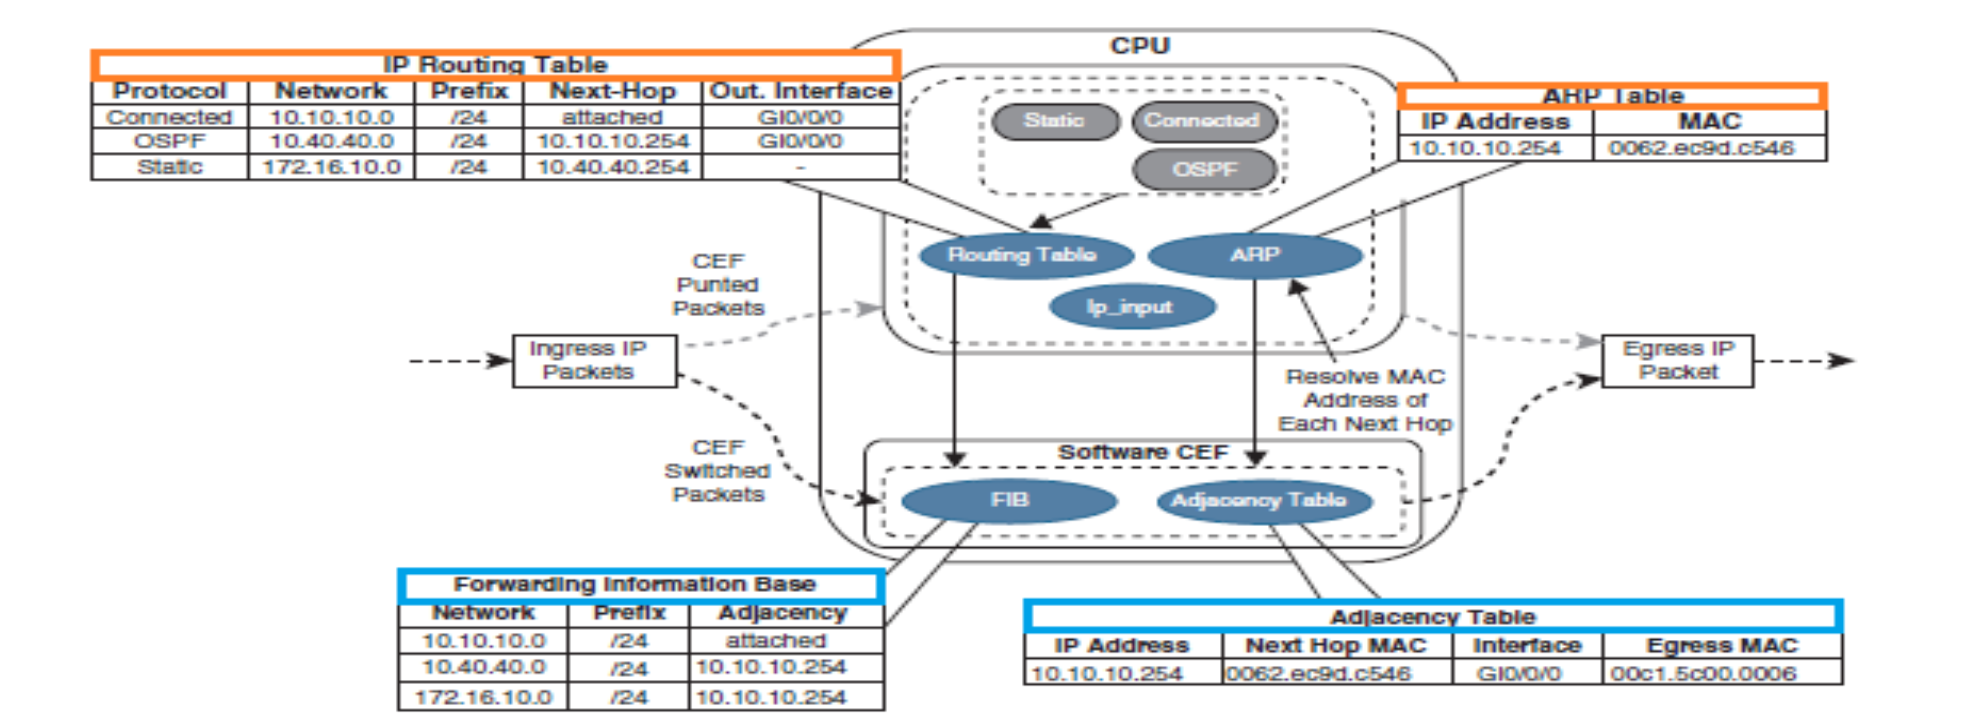 CPU
IP Routing Table
Protocol Network Prefix Next-Hop Out. Interface
Connected 10.10.10.0 /24 attached Gi0/0/0
OSPF 10.40.40.0 /24 10.10.10.254 Gi0/0/0
Static 172.16.10.0 /24 10.40.40.254 -
Static Connected
OSPF
ARP Table
IP Address MAC
10.10.10.254 0062.ec9d.c546
Routing Table ARP
Ip_input
CEF
Punted
Packets
Ingress IP
Packets
Egress IP
Packet
Resolve MAC
Address of
Each Next Hop
CEF
Switched
Packets
Software CEF
FIB Adjacency Table
Forwarding Information Base
Network Prefix Adjacency
10.10.10.0 /24 attached
10.40.40.0 /24 10.10.10.254
172.16.10.0 /24 10.10.10.254
Adjacency Table
IP Address Next Hop MAC Interface Egress MAC
10.10.10.254 0062.ec9d.c546 Gi0/0/0 00c1.5c00.0006